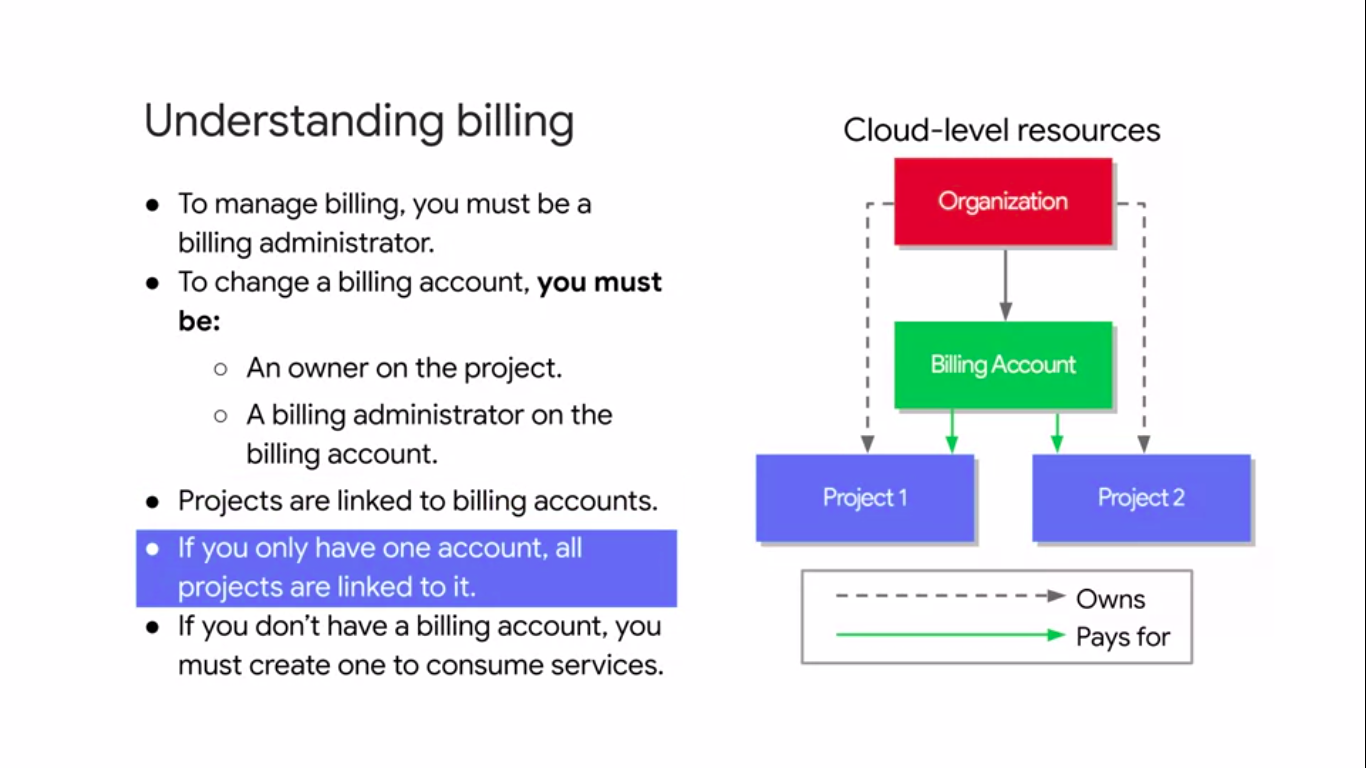 Understanding billing
● To manage billing, you must be a
billing administrator.
● To change a billing account, you must
be:
○ An owner on the project.
○ A billing administrator on the
billing account.
● Projects are linked to billing accounts.
● If you only have one account, all
projects are linked to it.
● If you don’t have a billing account, you
must create one to consume services.
Cloud-level resources
Organization
Billing Account
Project 1
Project 2
Owns
Pays for